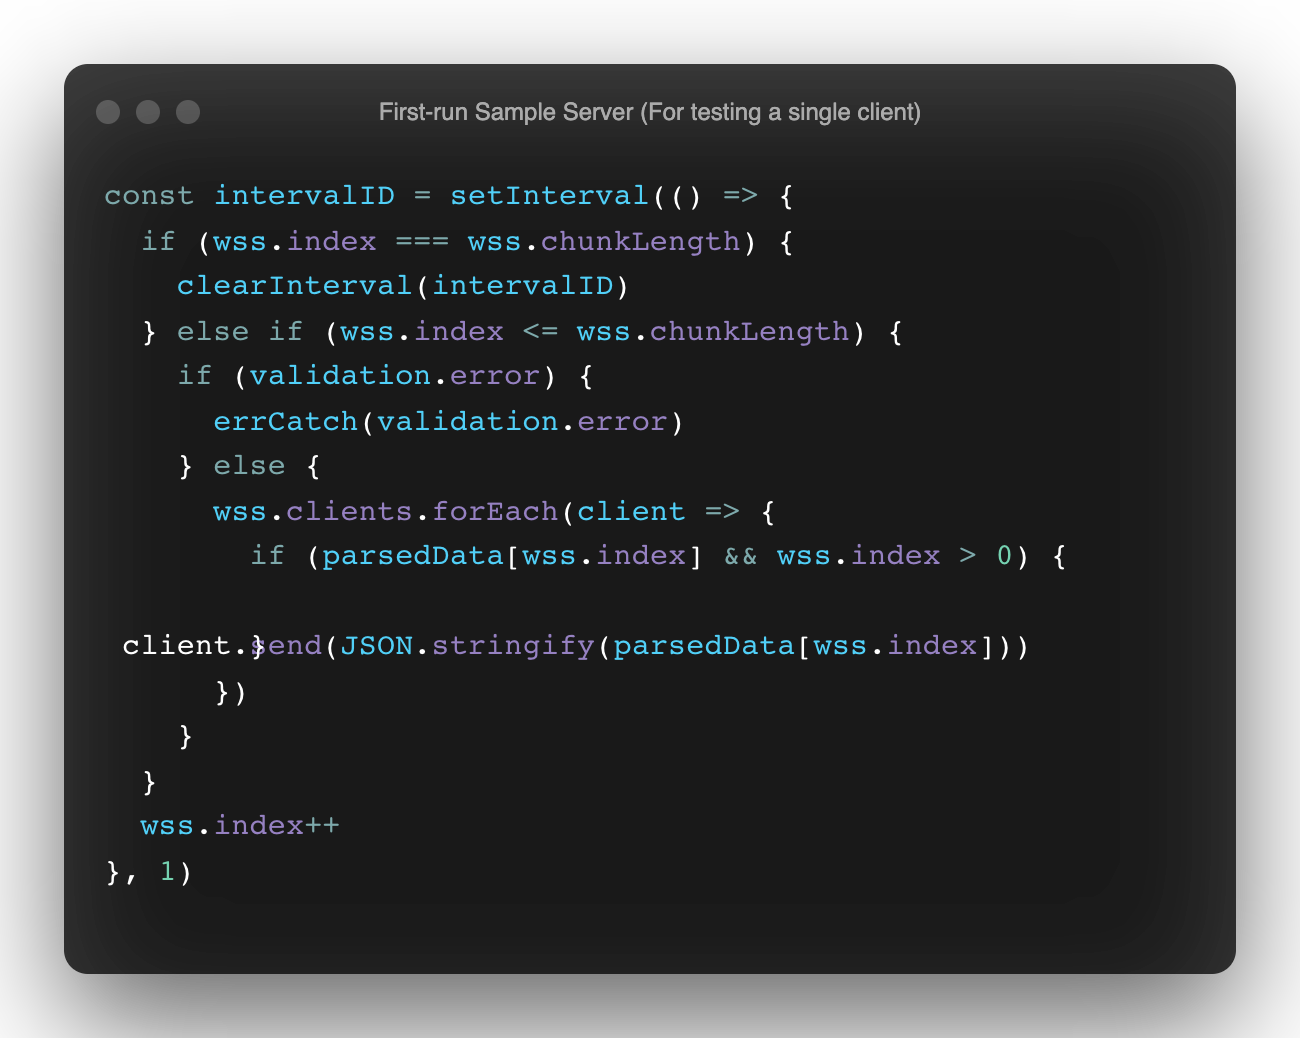 First-run Sample Server (For testing a single client)
const intervalID = setInterval(() => {
  if (wss.index === wss.chunkLength) {
    clearInterval(intervalID)
  } else if (wss.index <= wss.chunkLength) {
    if (validation.error) {
      errCatch(validation.error)
    } else {
      wss.clients.forEach(client => {
        if (parsedData[wss.index] && wss.index > 0) {
 client.send(JSON.stringify(parsedData[wss.index]))
        }
      })
    }
  }
  wss.index++
}, 1)